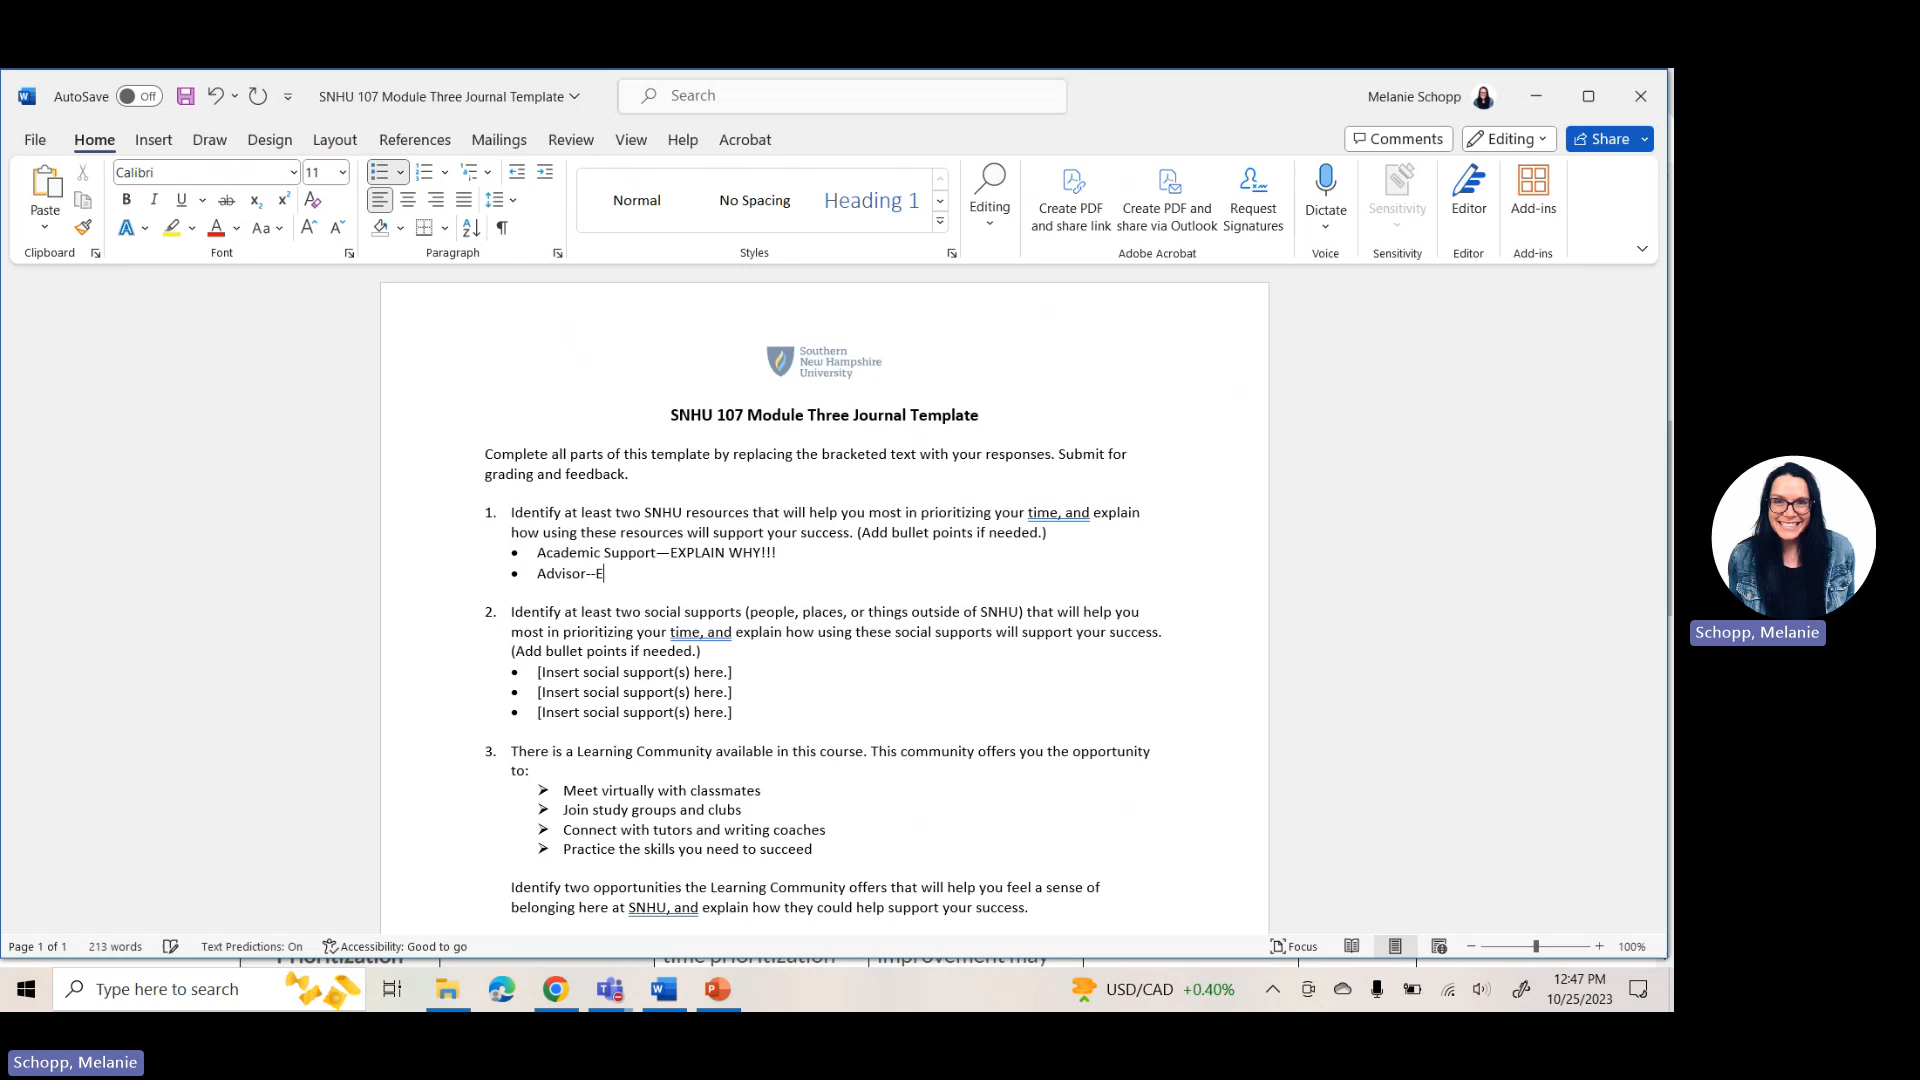 AutoSave Off SNHU 107 Module Three Journal Template Search Melanie Schopp
File Home Insert Draw Design Layout References Mailings Review View Help Acrobat Comments Editing Share
Calibri 11
Paste
B I U ab x₂ x² A
A A Aa A A
Normal No Spacing Heading 1
Editing
Create PDF and share link
Create PDF and share via Outlook
Request Signatures
Dictate
Sensitivity
Editor
Add-ins
Clipboard Font Paragraph Styles Adobe Acrobat Voice Sensitivity Editor Add-ins
Southern
New Hampshire
University
SNHU 107 Module Three Journal Template
Complete all parts of this template by replacing the bracketed text with your responses. Submit for
grading and feedback.
1. Identify at least two SNHU resources that will help you most in prioritizing your time, and explain
how using these resources will support your success. (Add bullet points if needed.)
• Academic Support—EXPLAIN WHY!!!
• Advisor--E
2. Identify at least two social supports (people, places, or things outside of SNHU) that will help you
most in prioritizing your time, and explain how using these social supports will support your success.
(Add bullet points if needed.)
• [Insert social support(s) here.]
• [Insert social support(s) here.]
• [Insert social support(s) here.]
3. There is a Learning Community available in this course. This community offers you the opportunity
to:
➢ Meet virtually with classmates
➢ Join study groups and clubs
➢ Connect with tutors and writing coaches
➢ Practice the skills you need to succeed
Identify two opportunities the Learning Community offers that will help you feel a sense of
belonging here at SNHU, and explain how they could help support your success.
Schopp, Melanie
Page 1 of 1 213 words Text Predictions: On Accessibility: Good to go Focus 100%
Prioritization time prioritization improvement may
Type here to search USD/CAD +0.40% 12:47 PM
10/25/2023
Schopp, Melanie